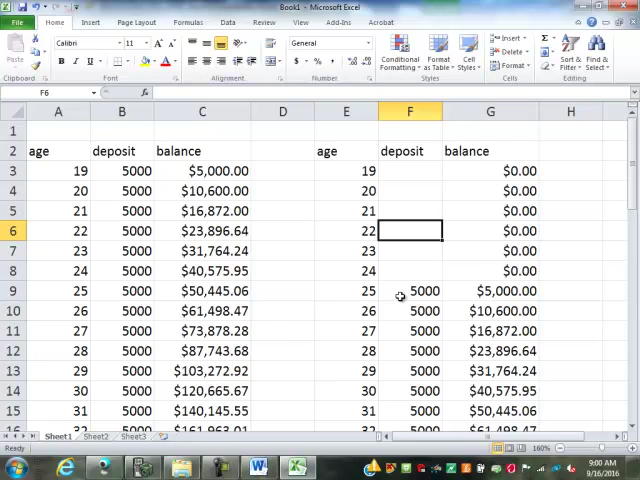 Book1 - Microsoft Excel
File Home Insert Page Layout Formulas Data Review View Add-Ins Acrobat
Calibri 11 General Insert
Paste B I U $ % , Conditional Formatting Format as Table Cell Styles Delete Sort & Filter Find & Select
Format
Clipboard Font Alignment Number Styles Cells Editing
F6 fx
A B C D E F G H
1
2 age deposit balance age deposit balance
3 19 5000 $5,000.00 19 $0.00
4 20 5000 $10,600.00 20 $0.00
5 21 5000 $16,872.00 21 $0.00
6 22 5000 $23,896.64 22 $0.00
7 23 5000 $31,764.24 23 $0.00
8 24 5000 $40,575.95 24 $0.00
9 25 5000 $50,445.06 25 5000 $5,000.00
10 26 5000 $61,498.47 26 5000 $10,600.00
11 27 5000 $73,878.28 27 5000 $16,872.00
12 28 5000 $87,743.68 28 5000 $23,896.64
13 29 5000 $103,272.92 29 5000 $31,764.24
14 30 5000 $120,665.67 30 5000 $40,575.95
15 31 5000 $140,145.55 31 5000 $50,445.06
16 32 5000 $161,963.01 32 5000 $61,498.47
Sheet1 Sheet2 Sheet3
Ready 160%
9:00 AM
9/16/2016